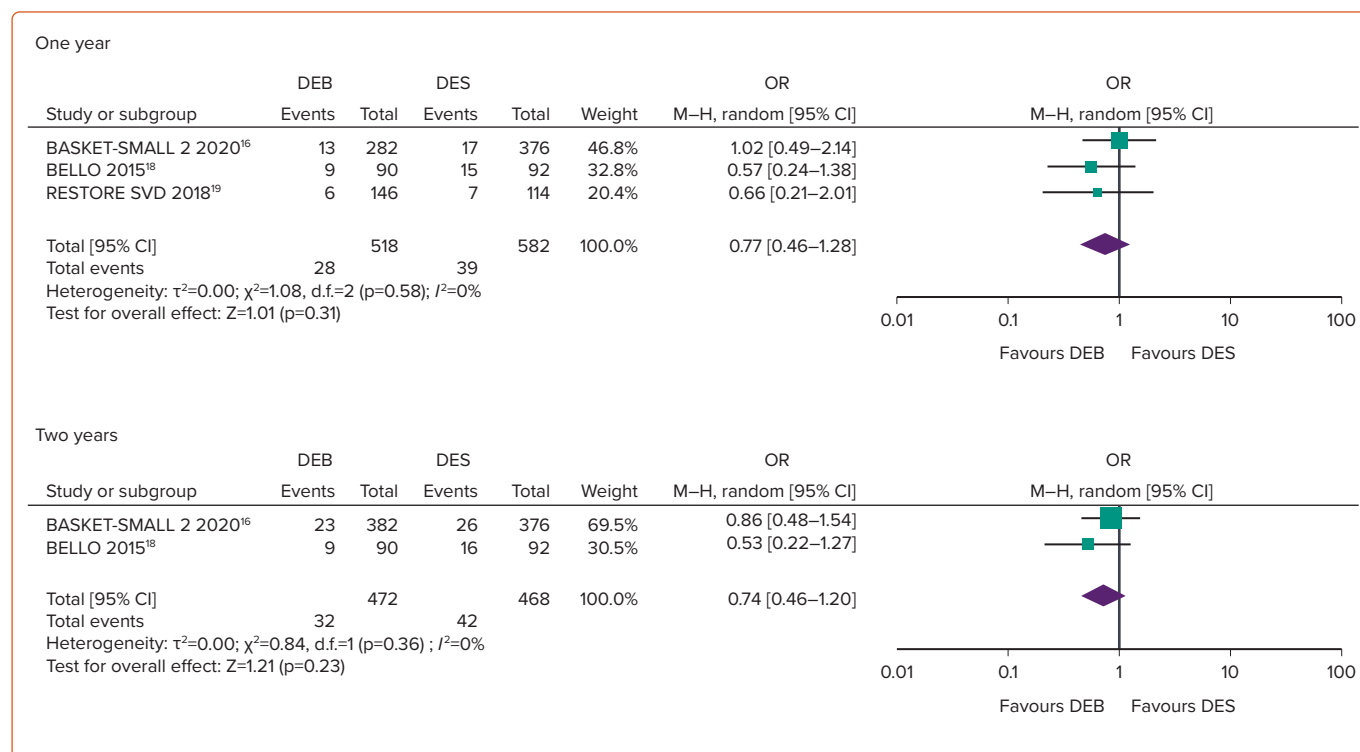 One year
DEB DES OR OR
Study or subgroup Events Total Events Total Weight M–H, random [95% CI] M–H, random [95% CI]
BASKET-SMALL 2 2020¹⁶ 13 282 17 376 46.8% 1.02 [0.49–2.14]
BELLO 2015¹⁸ 9 90 15 92 32.8% 0.57 [0.24–1.38]
RESTORE SVD 2018¹⁹ 6 146 7 114 20.4% 0.66 [0.21–2.01]
Total [95% CI] 518 582 100.0% 0.77 [0.46–1.28]
Total events 28 39
Heterogeneity: τ²=0.00; χ²=1.08, d.f.=2 (p=0.58); I²=0%
Test for overall effect: Z=1.01 (p=0.31)
0.01 0.1 1 10 100
Favours DEB Favours DES
Two years
DEB DES OR OR
Study or subgroup Events Total Events Total Weight M–H, random [95% CI] M–H, random [95% CI]
BASKET-SMALL 2 2020¹⁶ 23 382 26 376 69.5% 0.86 [0.48–1.54]
BELLO 2015¹⁸ 9 90 16 92 30.5% 0.53 [0.22–1.27]
Total [95% CI] 472 468 100.0% 0.74 [0.46–1.20]
Total events 32 42
Heterogeneity: τ²=0.00; χ²=0.84, d.f.=1 (p=0.36) ; I²=0%
Test for overall effect: Z=1.21 (p=0.23)
0.01 0.1 1 10 100
Favours DEB Favours DES